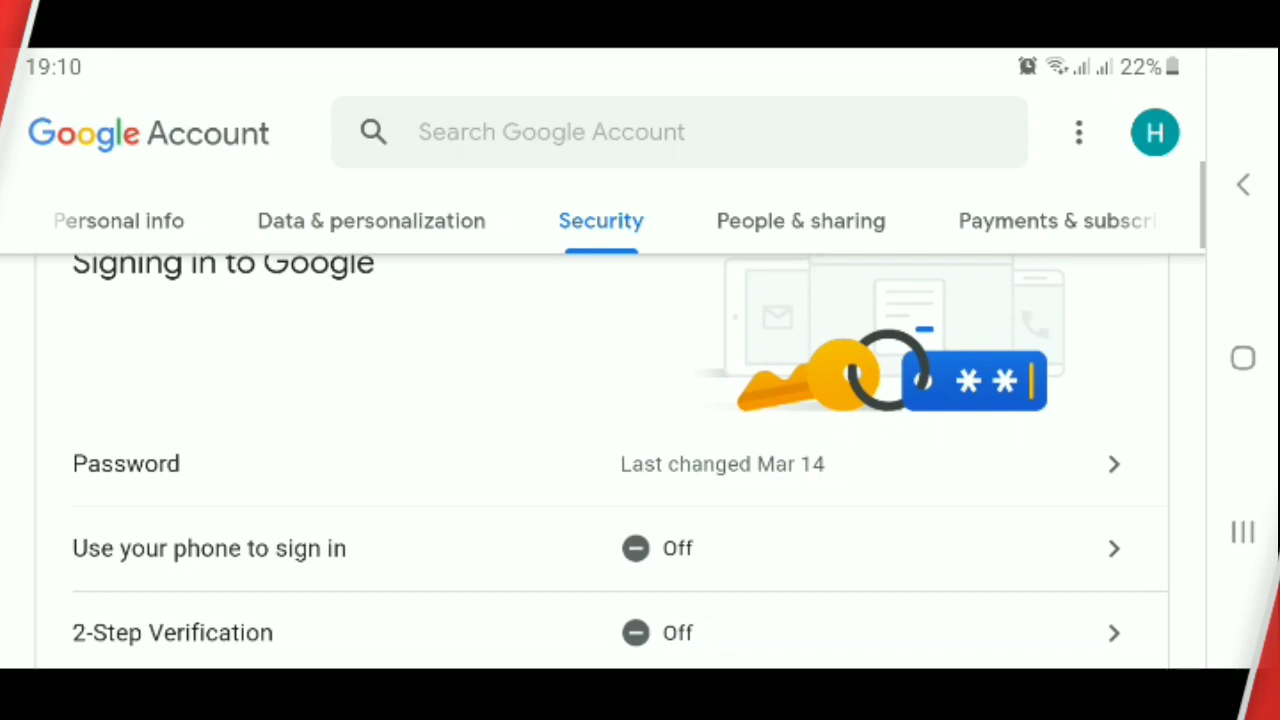 19:10 22%
Google Account Search Google Account H
Personal info Data & personalization Security People & sharing Payments & subscri
Signing in to Google
**
Password Last changed Mar 14
Use your phone to sign in Off
2-Step Verification Off